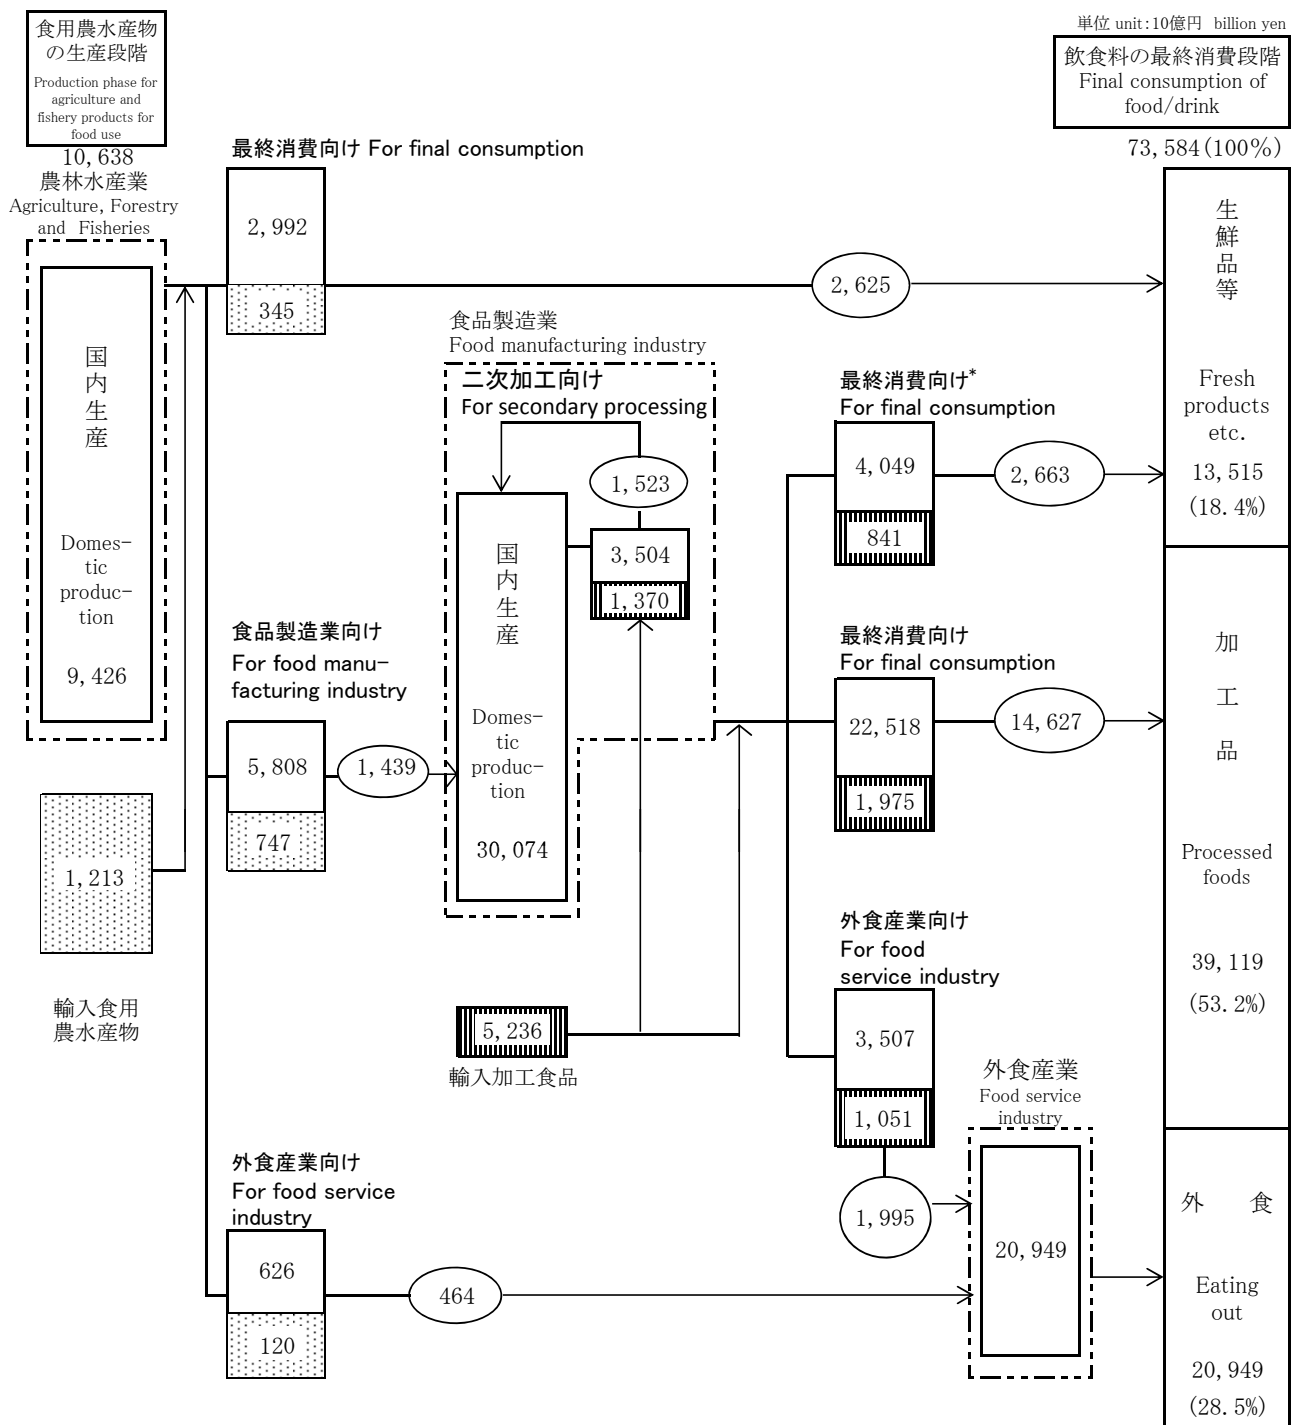 食用農水産物
の生産段階
Production phase for
agriculture and
fishery products for
food use
10,638
農林水産業
Agriculture, Forestry
and Fisheries
国内生産
Domes-
tic
produc-
tion
9,426
1,213
輸入食用
農水産物
最終消費向け For final consumption
2,992
345
2,625
食品製造業向け
For food manu-
facturing industry
5,808
747
1,439
外食産業向け
For food service
industry
626
120
464
食品製造業
Food manufacturing industry
二次加工向け
For secondary processing
1,523
3,504
1,370
国内生産
Domes-
tic
produc-
tion
30,074
5,236
輸入加工食品
最終消費向け*
For final consumption
4,049
841
2,663
最終消費向け
For final consumption
22,518
1,975
14,627
外食産業向け
For food
service industry
3,507
1,051
1,995
外食産業
Food service
industry
20,949
単位 unit:10億円 billion yen
飲食料の最終消費段階
Final consumption of
food/drink
73,584(100%)
生鮮品等
Fresh
products
etc.
13,515
(18.4%)
加工品
Processed
foods
39,119
(53.2%)
外 食
Eating
out
20,949
(28.5%)